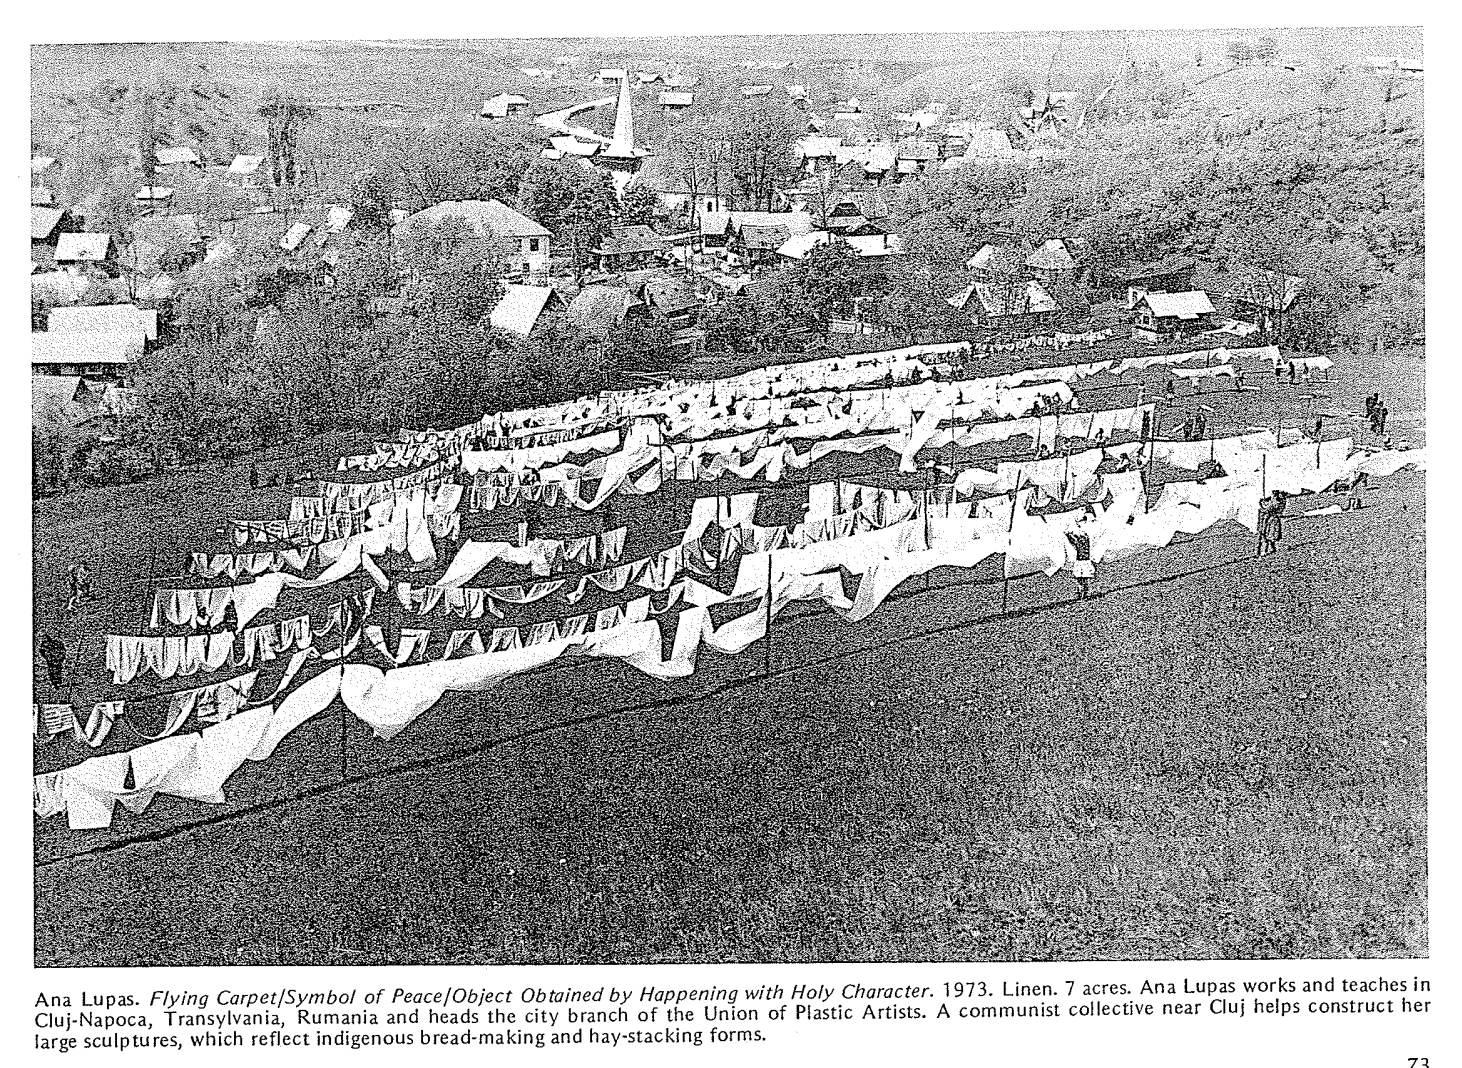 Ana Lupas. Flying Carpet/Symbol of Peace/Object Obtained by Happening with Holy Character. 1973. Linen. 7 acres. Ana Lupas works and teaches in
Cluj-Napoca, Transylvania, Rumania and heads the city branch of the Union of Plastic Artists. A communist collective near Cluj helps construct her
large sculptures, which reflect indigenous bread-making and hay-stacking forms.
73